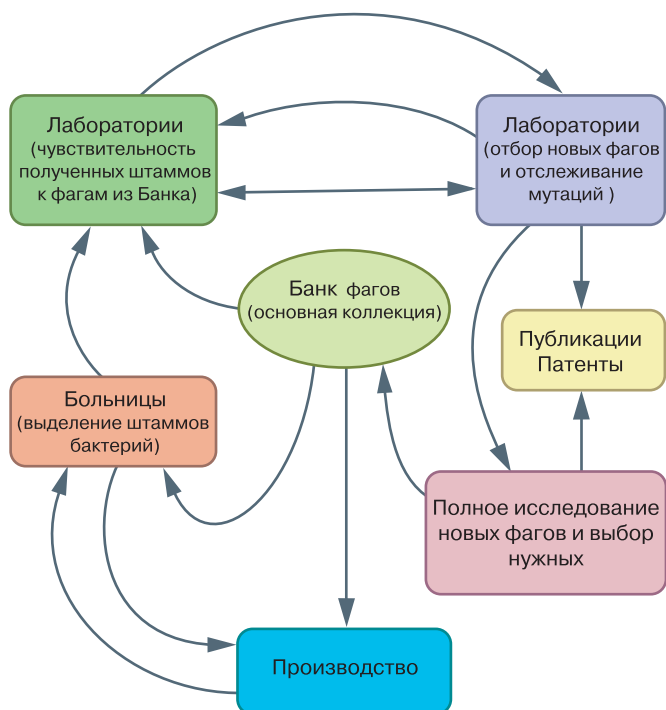 Лаборатории
(чувствительность
полученных штаммов
к фагам из Банка)
Лаборатории
(отбор новых фагов
и отслеживание
мутаций )
Банк фагов
(основная коллекция)
Публикации
Патенты
Больницы
(выделение штаммов
бактерий)
Полное исследование
новых фагов и выбор
нужных
Производство